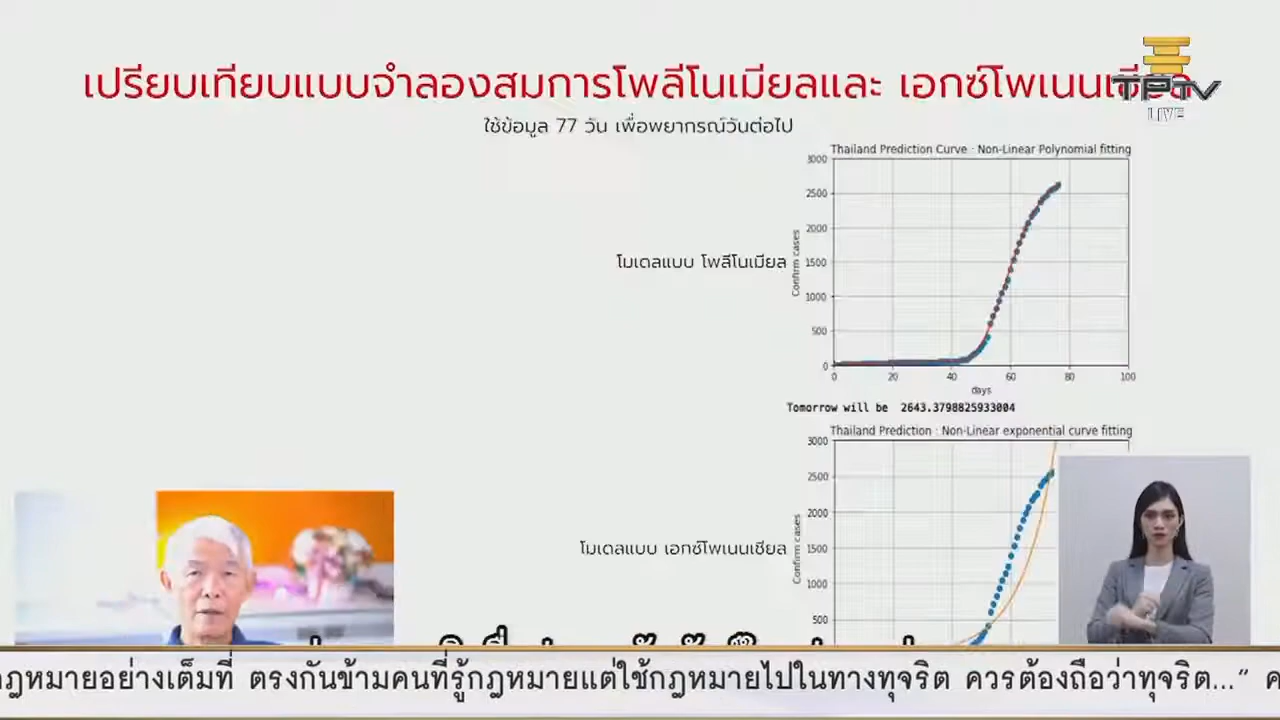 เปรียบเทียบแบบจำลองสมการโพลีโนเมียลและ เอกซ์โพเนนเชียล
TPTV
LIVE
ใช้ข้อมูล 77 วัน เพื่อพยากรณ์วันต่อไป
Thailand Prediction Curve : Non-Linear Polynomial fitting
3000
2500
2000
1500
1000
500
0
Confirm cases
โมเดลแบบ โพลีโนเมียล
0 20 40 60 80 100
days
Tomorrow will be 2643.3798825933004
Thailand Prediction : Non-Linear exponential curve fitting
3000
2500
2000
1500
1000
500
Confirm cases
โมเดลแบบ เอกซ์โพเนนเชียล
กฎหมายอย่างเต็มที่ ตรงกันข้ามคนที่รู้กฎหมายแต่ใช้กฎหมายไปในทางทุจริต ควรต้องถือว่าทุจริต..." ค